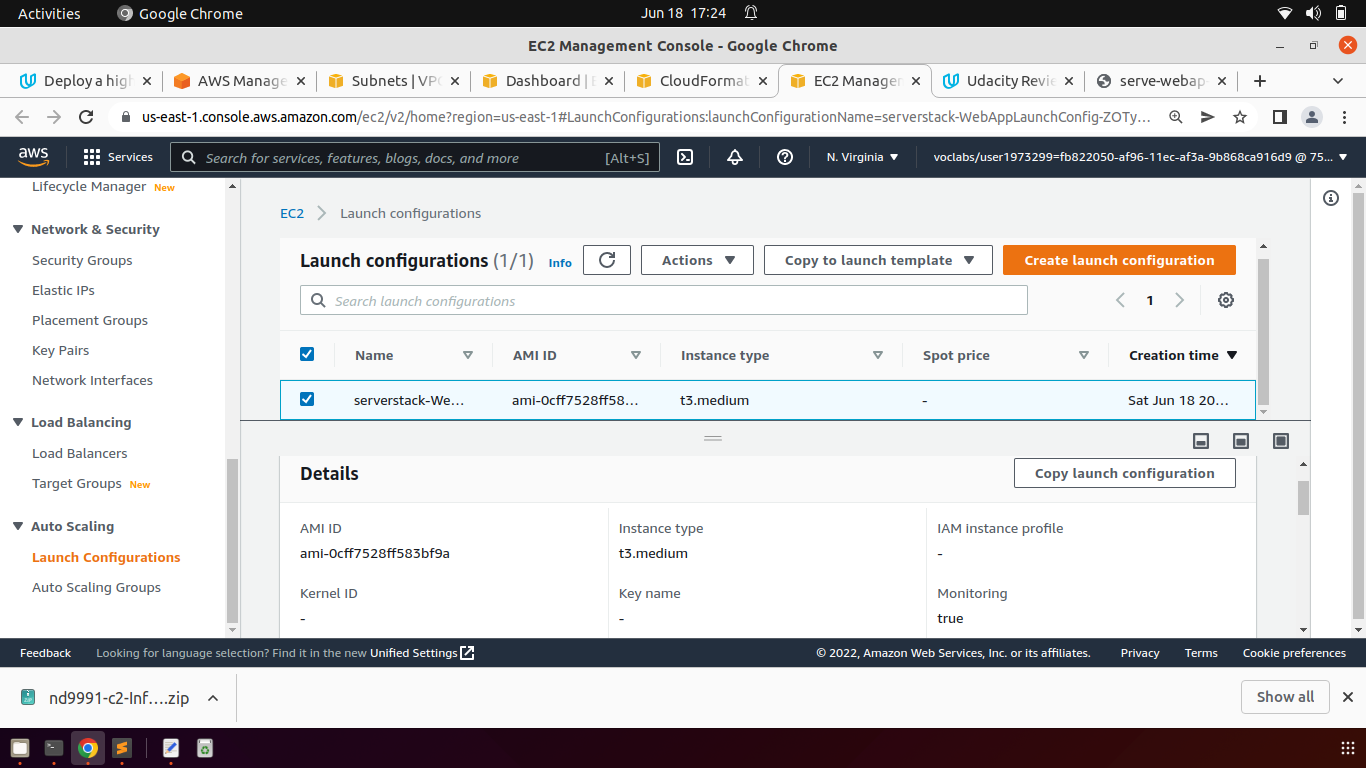 Activities Google Chrome Jun 18 17:24
EC2 Management Console - Google Chrome
Deploy a high AWS Manage Subnets | VPC Dashboard | E CloudFormat EC2 Manager Udacity Revie serve-webap
us-east-1.console.aws.amazon.com/ec2/v2/home?region=us-east-1#LaunchConfigurations:launchConfigurationName=serverstack-WebAppLaunchConfig-ZOTy...
aws Services Search for services, features, blogs, docs, and more [Alt+S] N. Virginia voclabs/user1973299=fb822050-af96-11ec-af3a-9b868ca916d9 @ 75...
Lifecycle Manager New
Network & Security
Security Groups
Elastic IPs
Placement Groups
Key Pairs
Network Interfaces
Load Balancing
Load Balancers
Target Groups New
Auto Scaling
Launch Configurations
Auto Scaling Groups
EC2 Launch configurations
Launch configurations (1/1) Info Actions Copy to launch template Create launch configuration
Search launch configurations 1
Name AMI ID Instance type Spot price Creation time
serverstack-We... ami-0cff7528ff58... t3.medium - Sat Jun 18 20...
Details Copy launch configuration
AMI ID Instance type IAM instance profile
ami-0cff7528ff583bf9a t3.medium -
Kernel ID Key name Monitoring
- - true
Feedback Looking for language selection? Find it in the new Unified Settings © 2022, Amazon Web Services, Inc. or its affiliates. Privacy Terms Cookie preferences
nd9991-c2-Inf....zip Show all